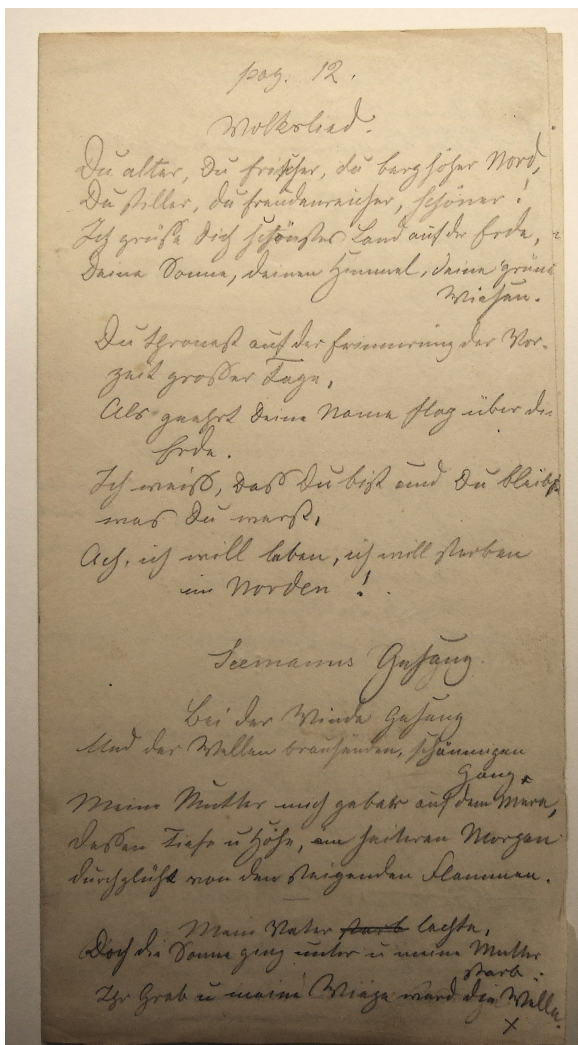 pag. 12.
Volkslied.
Du alter, Du frischer, du berghoher Nord,
Du stiller, du freudenreicher, schöner!
Ich grüße Dich schönstes Land auf der Erde,
Deine Sonne, deinen Himmel, deine grünen
Wiesen.
Du thronest auf der Erinnerung der Vor-
zeit großer Tage,
Als geehrt Deine Name flog über die
Erde.
Ich weiß, daß Du bist und Du bleibst
was Du warst,
Ach, ich will leben, ich will sterben
im Norden!
Seemanns Gesang.
Bei der Winde Gesang
Und der Wellen brausenden, schäumigen
Gang,
Meine Mutter mich gebar auf dem Meere,
dessen Tiefe u Höhe, am heiteren Morgen
durchglüht von den steigenden Flammen.
Mein Vater starb lachte,
Doch die Sonne ging unter u meine Mutter
starb.
Ihr Grab u meine Wiege ward die Welle.
x